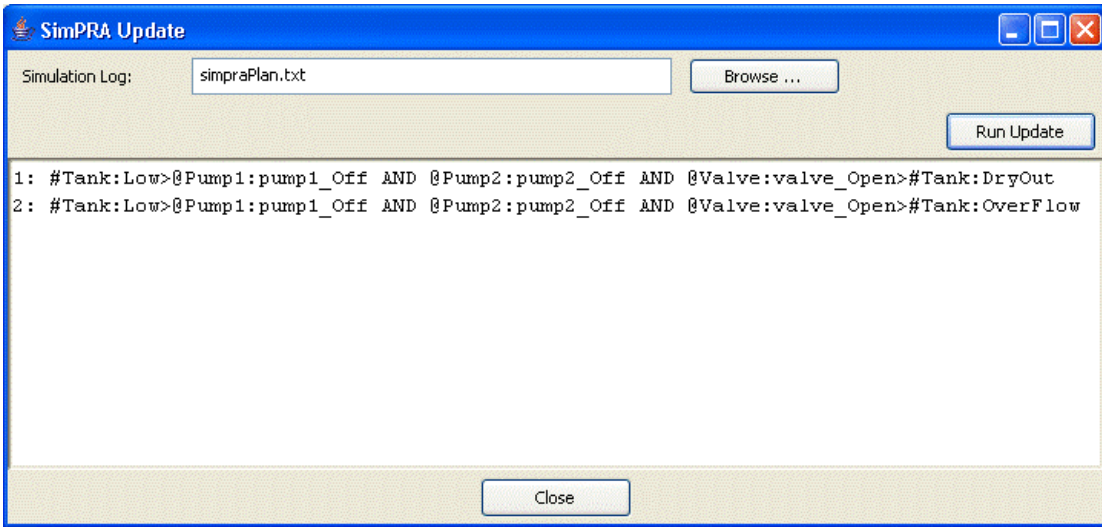 SimPRA Update
Simulation Log: simpraPlan.txt Browse ...
Run Update
1: #Tank:Low>@Pump1:pump1_Off AND @Pump2:pump2_Off AND @Valve:valve_Open>#Tank:DryOut
2: #Tank:Low>@Pump1:pump1_Off AND @Pump2:pump2_Off AND @Valve:valve_Open>#Tank:OverFlow
Close